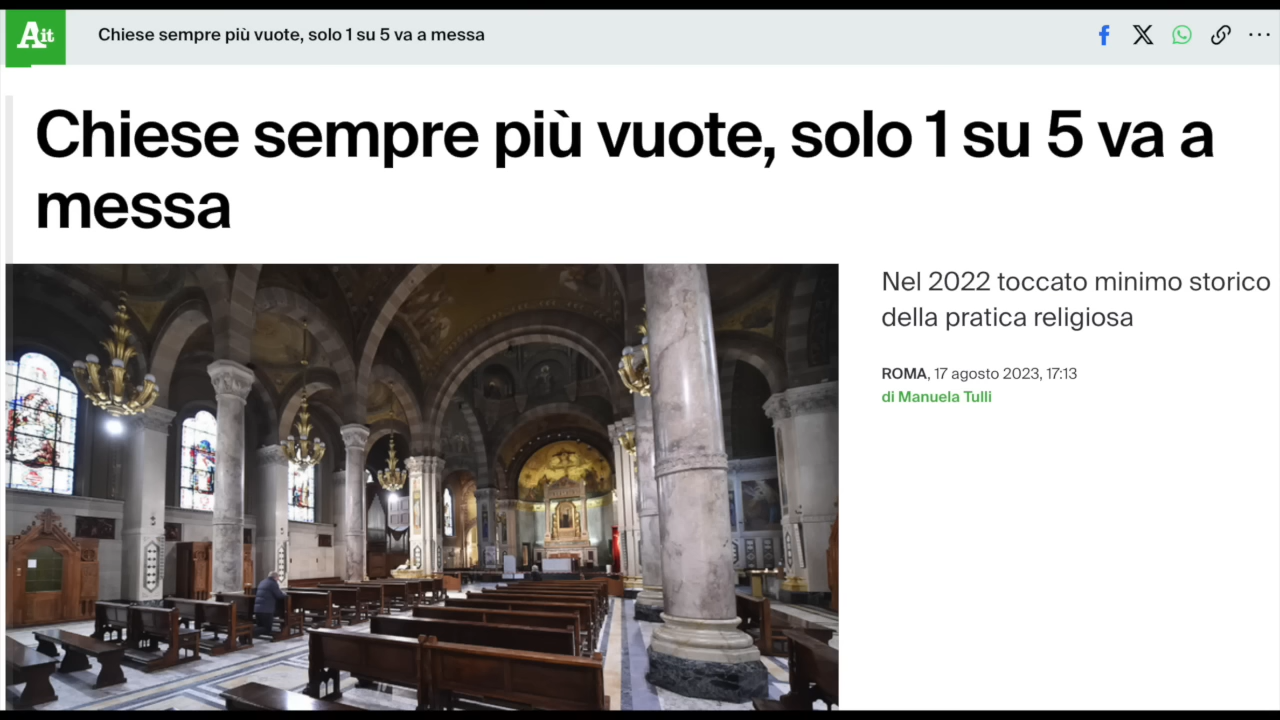 Ait
Chiese sempre più vuote, solo 1 su 5 va a messa
Chiese sempre più vuote, solo 1 su 5 va a
messa
Nel 2022 toccato minimo storico
della pratica religiosa
ROMA, 17 agosto 2023, 17:13
di Manuela Tulli